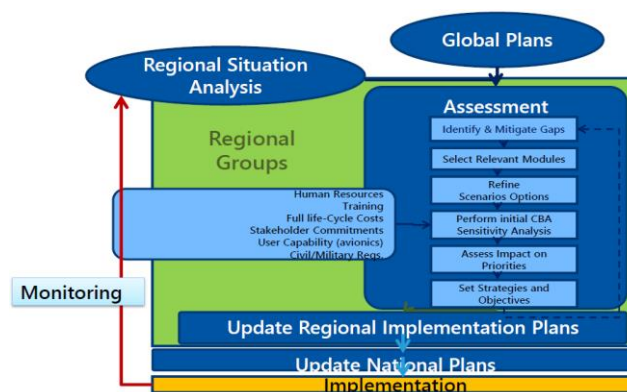 Global Plans
Regional Situation
Analysis
Assessment
Regional
Groups
Identify & Mitigate Gaps
Select Relevant Modules
Refine
Scenarios Options
Human Resources
Training
Full life-Cycle Costs
Stakeholder Commitments
User Capability (avionics)
Civil/Military Reqs.
Perform initial CBA
Sensitivity Analysis
Assess Impact on
Priorities
Set Strategies and
Objectives
Monitoring
Update Regional Implementation Plans
Update National Plans
Implementation